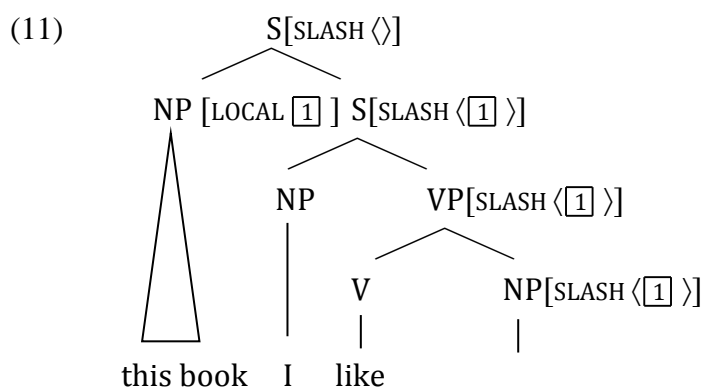 (11) S[SLASH ⟨⟩]
NP [LOCAL 1 ] S[SLASH ⟨ 1 ⟩]
NP VP[SLASH ⟨ 1 ⟩]
V NP[SLASH ⟨ 1 ⟩]
this book I like